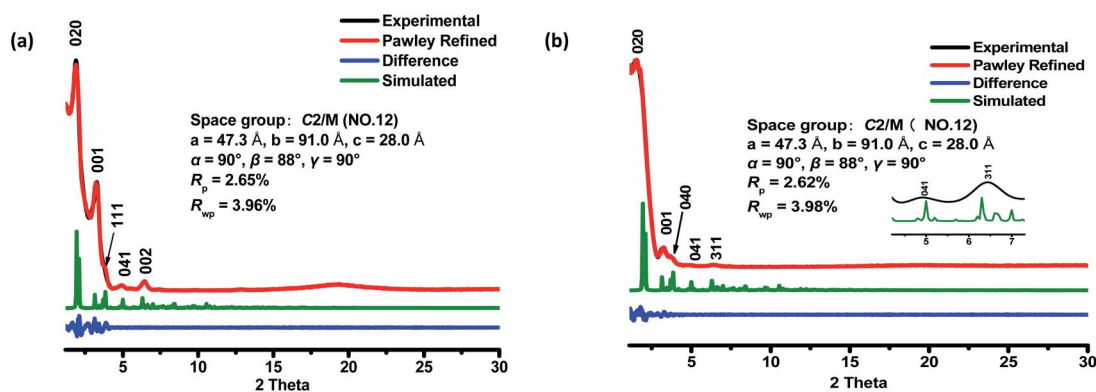 (a)
020
001
111
041
002
Experimental
Pawley Refined
Difference
Simulated
Space group: C2/M (NO.12)
a = 47.3 Å, b = 91.0 Å, c = 28.0 Å
α = 90°, β = 88°, γ = 90°
Rp = 2.65%
Rwp = 3.96%
5 10 15 20 25 30
2 Theta
(b)
020
001
040
041
311
Experimental
Pawley Refined
Difference
Simulated
Space group: C2/M ( NO.12)
a = 47.3 Å, b = 91.0 Å, c = 28.0 Å
α = 90°, β = 88°, γ = 90°
Rp = 2.62%
Rwp = 3.98%
041
311
5 6 7
5 10 15 20 25 30
2 Theta